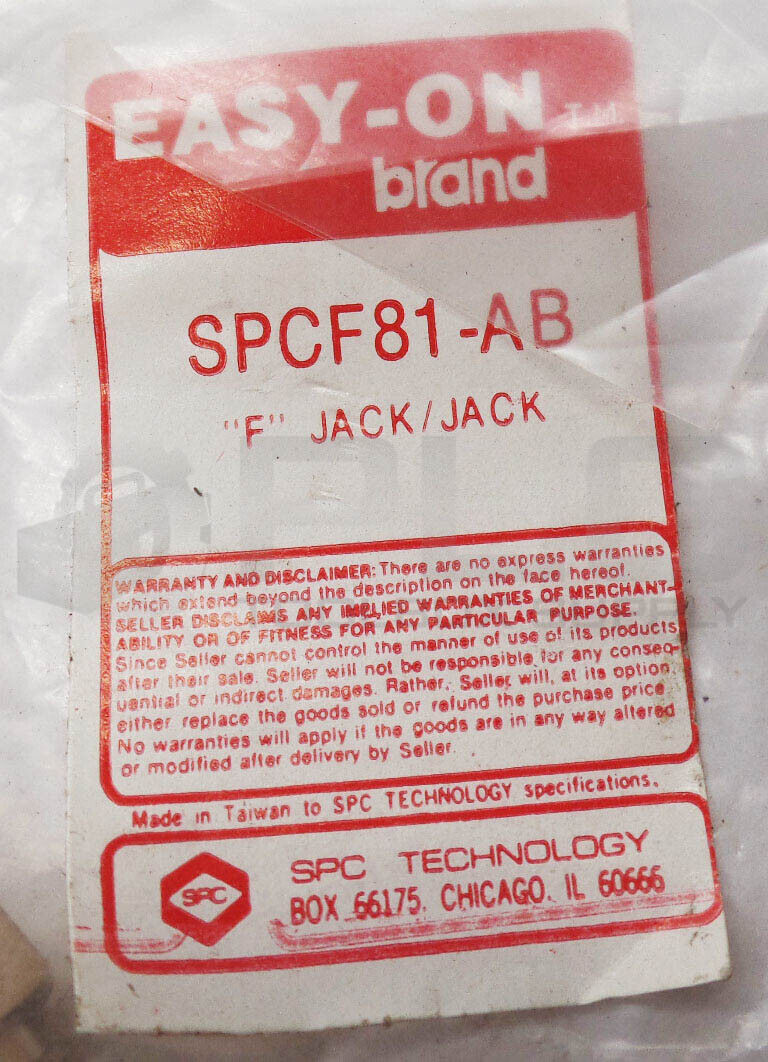 EASY-ON TM
brand
SPCF81-AB
"F" JACK/JACK
WARRANTY AND DISCLAIMER: There are no express warranties
which extend beyond the description on the face hereof.
SELLER DISCLAIMS ANY IMPLIED WARRANTIES OF MERCHANT-
ABILITY OR OF FITNESS FOR ANY PARTICULAR PURPOSE.
Since Seller cannot control the manner of use of its products
after their sale, Seller will not be responsible for any conseq-
uential or indirect damages. Rather, Seller will, at its option,
either replace the goods sold or refund the purchase price.
No warranties will apply if the goods are in any way altered
or modified after delivery by Seller.
Made in Taiwan to SPC TECHNOLOGY specifications.
SPC
SPC TECHNOLOGY
BOX 66175, CHICAGO, IL 60666